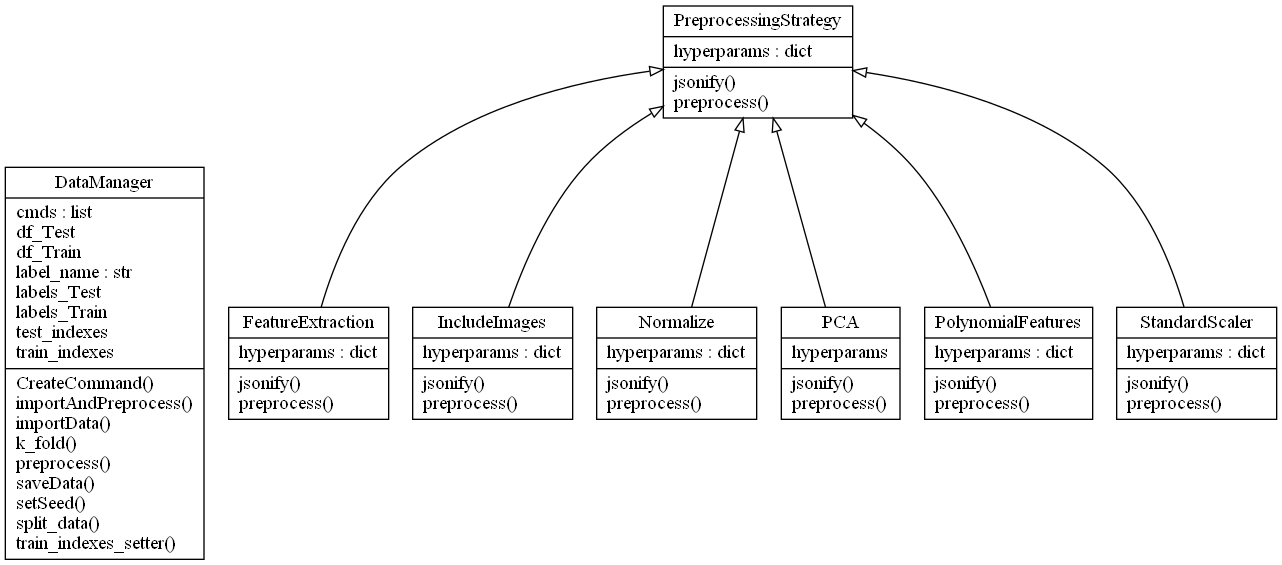 PreprocessingStrategy
hyperparams : dict
jsonify()
preprocess()
DataManager
cmds : list
df_Test
df_Train
label_name : str
labels_Test
labels_Train
test_indexes
train_indexes
CreateCommand()
importAndPreprocess()
importData()
k_fold()
preprocess()
saveData()
setSeed()
split_data()
train_indexes_setter()
FeatureExtraction
hyperparams : dict
jsonify()
preprocess()
IncludeImages
hyperparams : dict
jsonify()
preprocess()
Normalize
hyperparams : dict
jsonify()
preprocess()
PCA
hyperparams
jsonify()
preprocess()
PolynomialFeatures
hyperparams : dict
jsonify()
preprocess()
StandardScaler
hyperparams : dict
jsonify()
preprocess()